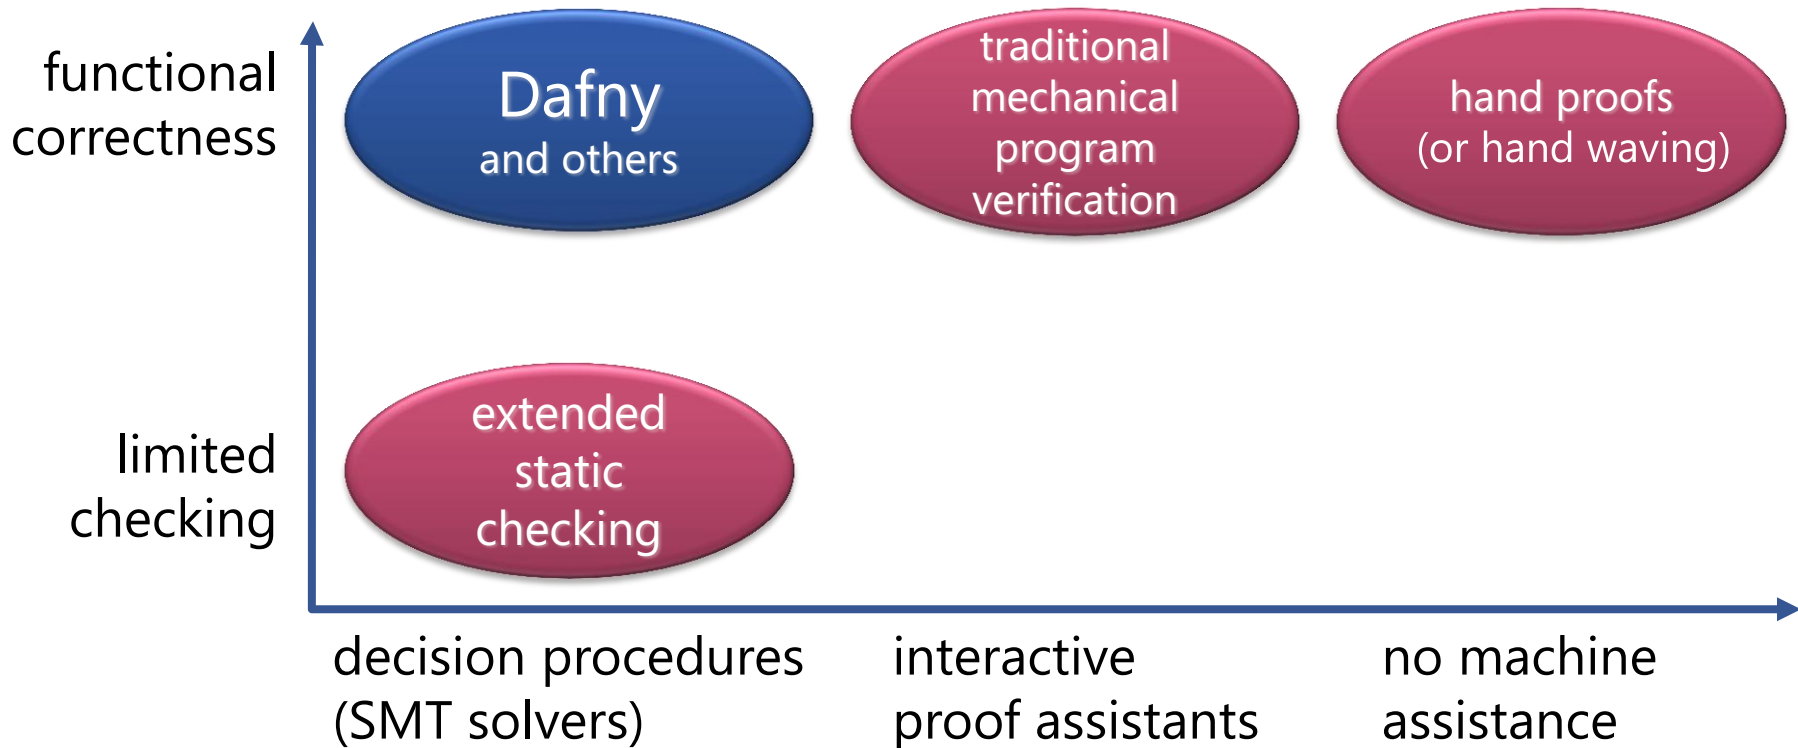 functional
correctness
Dafny
and others
traditional
mechanical
program
verification
hand proofs
(or hand waving)
limited
checking
extended
static
checking
decision procedures
(SMT solvers)
interactive
proof assistants
no machine
assistance